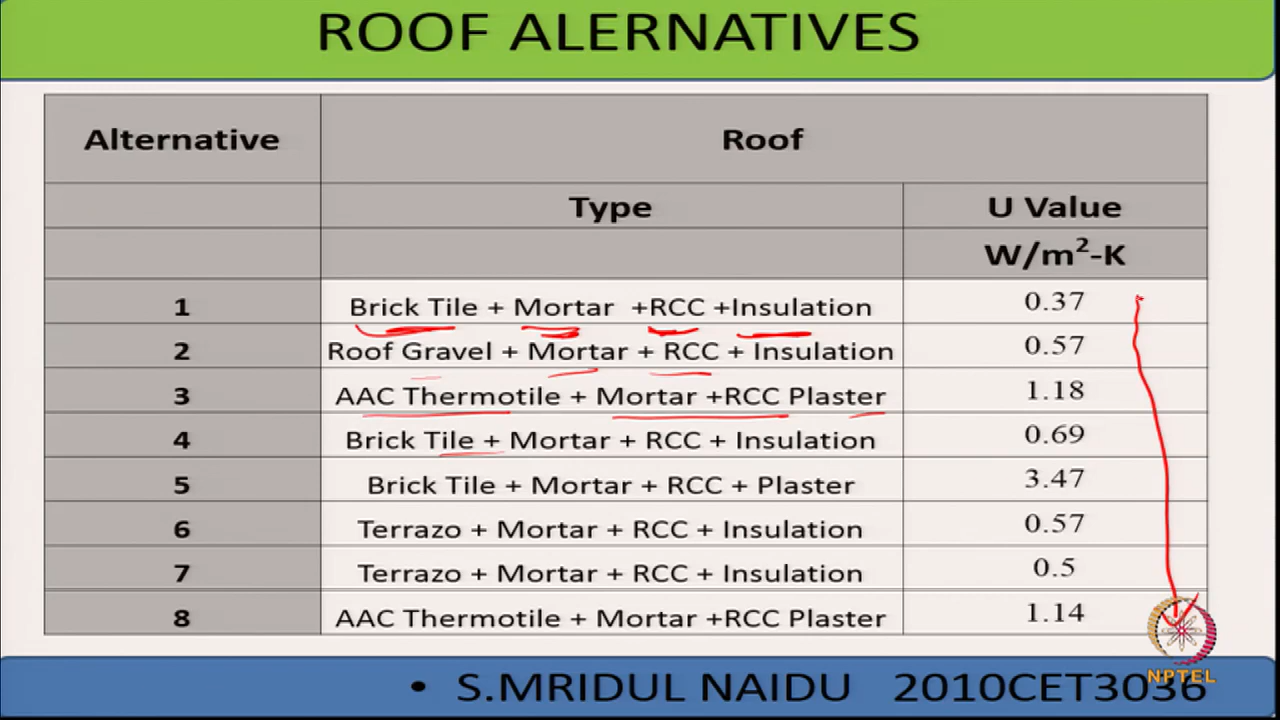 ROOF ALERNATIVES
Alternative Roof
Type U Value
W/m²-K
1 Brick Tile + Mortar +RCC +Insulation 0.37
2 Roof Gravel + Mortar + RCC + Insulation 0.57
3 AAC Thermotile + Mortar +RCC Plaster 1.18
4 Brick Tile + Mortar + RCC + Insulation 0.69
5 Brick Tile + Mortar + RCC + Plaster 3.47
6 Terrazo + Mortar + RCC + Insulation 0.57
7 Terrazo + Mortar + RCC + Insulation 0.5
8 AAC Thermotile + Mortar +RCC Plaster 1.14
NPTEL
• S.MRIDUL NAIDU 2010CET3036